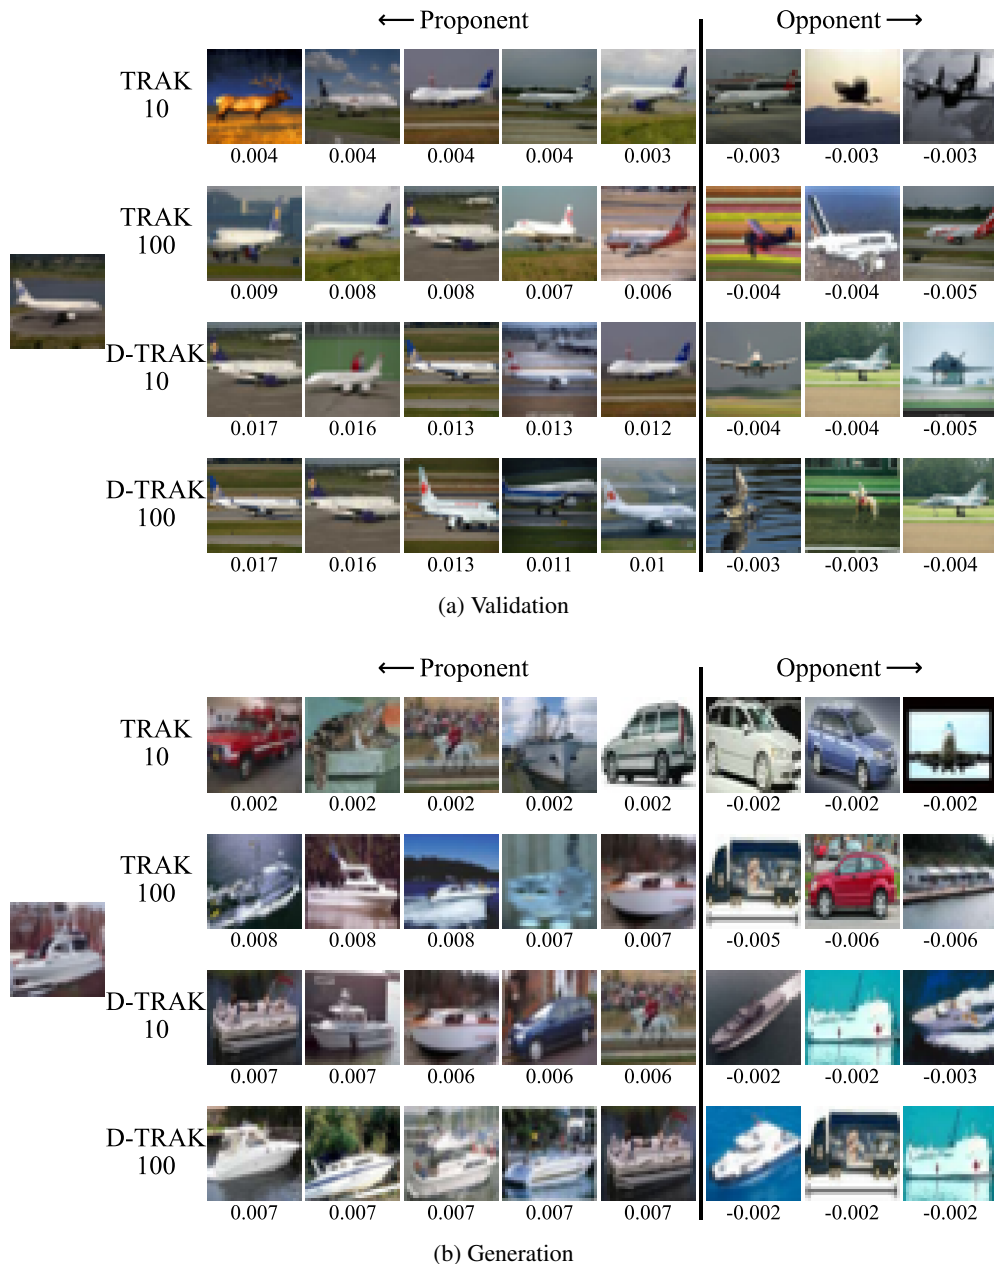 ← Proponent Opponent →
TRAK
10
0.004 0.004 0.004 0.004 0.003 -0.003 -0.003 -0.003
TRAK
100
0.009 0.008 0.008 0.007 0.006 -0.004 -0.004 -0.005
D-TRAK
10
0.017 0.016 0.013 0.013 0.012 -0.004 -0.004 -0.005
D-TRAK
100
0.017 0.016 0.013 0.011 0.01 -0.003 -0.003 -0.004
(a) Validation
← Proponent Opponent →
TRAK
10
0.002 0.002 0.002 0.002 0.002 -0.002 -0.002 -0.002
TRAK
100
0.008 0.008 0.008 0.007 0.007 -0.005 -0.006 -0.006
D-TRAK
10
0.007 0.007 0.006 0.006 0.006 -0.002 -0.002 -0.003
D-TRAK
100
0.007 0.007 0.007 0.007 0.007 -0.002 -0.002 -0.002
(b) Generation